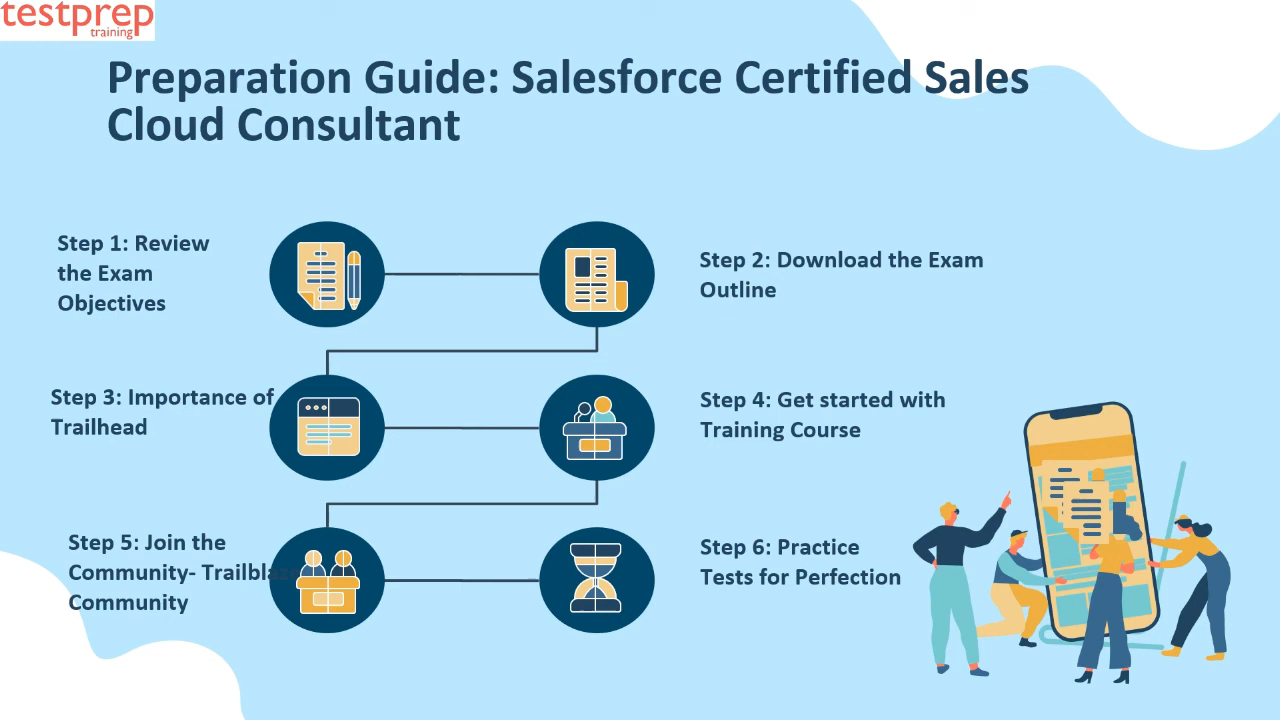 testprep
training
Preparation Guide: Salesforce Certified Sales
Cloud Consultant
Step 1: Review
the Exam
Objectives
Step 2: Download the Exam
Outline
Step 3: Importance of
Trailhead
Step 4: Get started with
Training Course
Step 5: Join the
Community- Trailblazer
Community
Step 6: Practice
Tests for Perfection